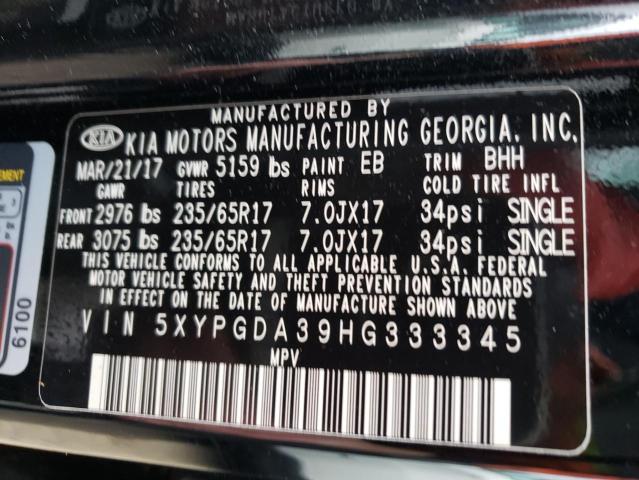 MANUFACTURED BY
KIA KIA MOTORS MANUFACTURING GEORGIA, INC.
MAR/21/17 GVWR 5159 lbs PAINT EB TRIM BHH
GAWR TIRES RIMS COLD TIRE INFL
FRONT 2976 lbs 235/65R17 7.0JX17 34psi SINGLE
REAR 3075 lbs 235/65R17 7.0JX17 34psi SINGLE
THIS VEHICLE CONFORMS TO ALL APPLICABLE U.S.A. FEDERAL
MOTOR VEHICLE SAFETY AND THEFT PREVENTION STANDARDS
IN EFFECT ON THE DATE OF MANUFACTURE SHOWN ABOVE
VIN 5XYPGDA39HG333345
MPV
6100